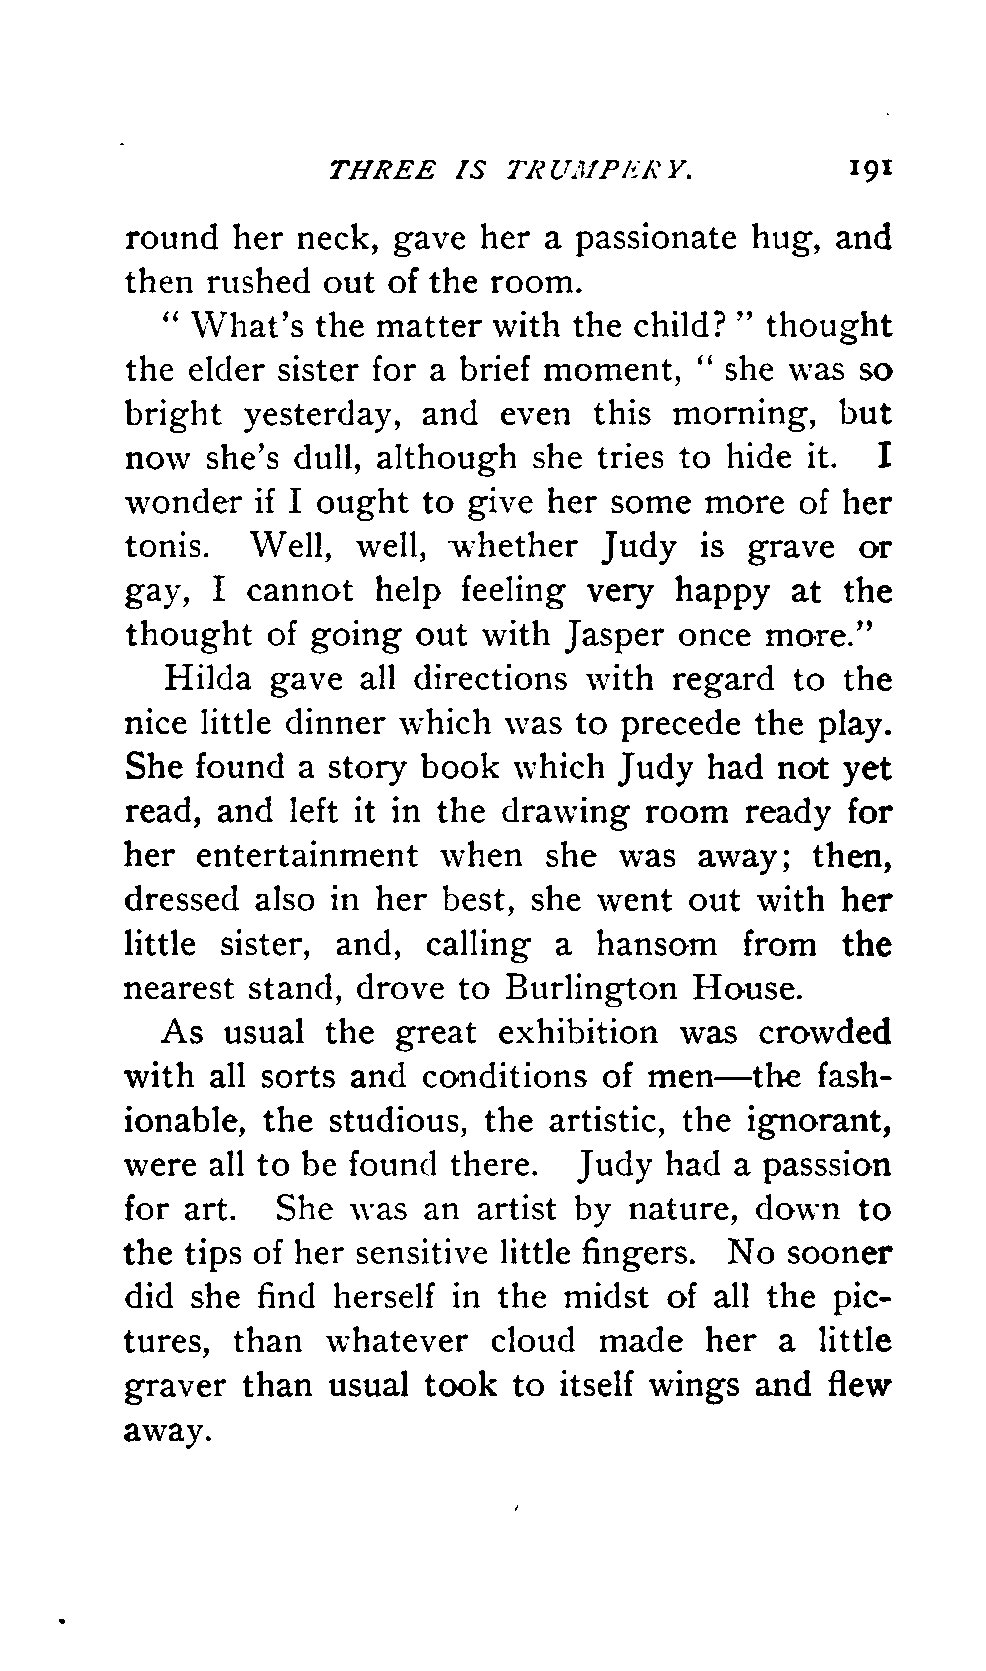 THREE IS TRUMPERY. 191
round her neck, gave her a passionate hug, and
then rushed out of the room.
“ What's the matter with the child? ” thought
the elder sister for a brief moment, “ she was so
bright yesterday, and even this morning, but
now she's dull, although she tries to hide it. I
wonder if I ought to give her some more of her
tonis. Well, well, whether Judy is grave or
gay, I cannot help feeling very happy at the
thought of going out with Jasper once more.”
Hilda gave all directions with regard to the
nice little dinner which was to precede the play.
She found a story book which Judy had not yet
read, and left it in the drawing room ready for
her entertainment when she was away; then,
dressed also in her best, she went out with her
little sister, and, calling a hansom from the
nearest stand, drove to Burlington House.
As usual the great exhibition was crowded
with all sorts and conditions of men—the fash-
ionable, the studious, the artistic, the ignorant,
were all to be found there. Judy had a passsion
for art. She was an artist by nature, down to
the tips of her sensitive little fingers. No sooner
did she find herself in the midst of all the pic-
tures, than whatever cloud made her a little
graver than usual took to itself wings and flew
away.